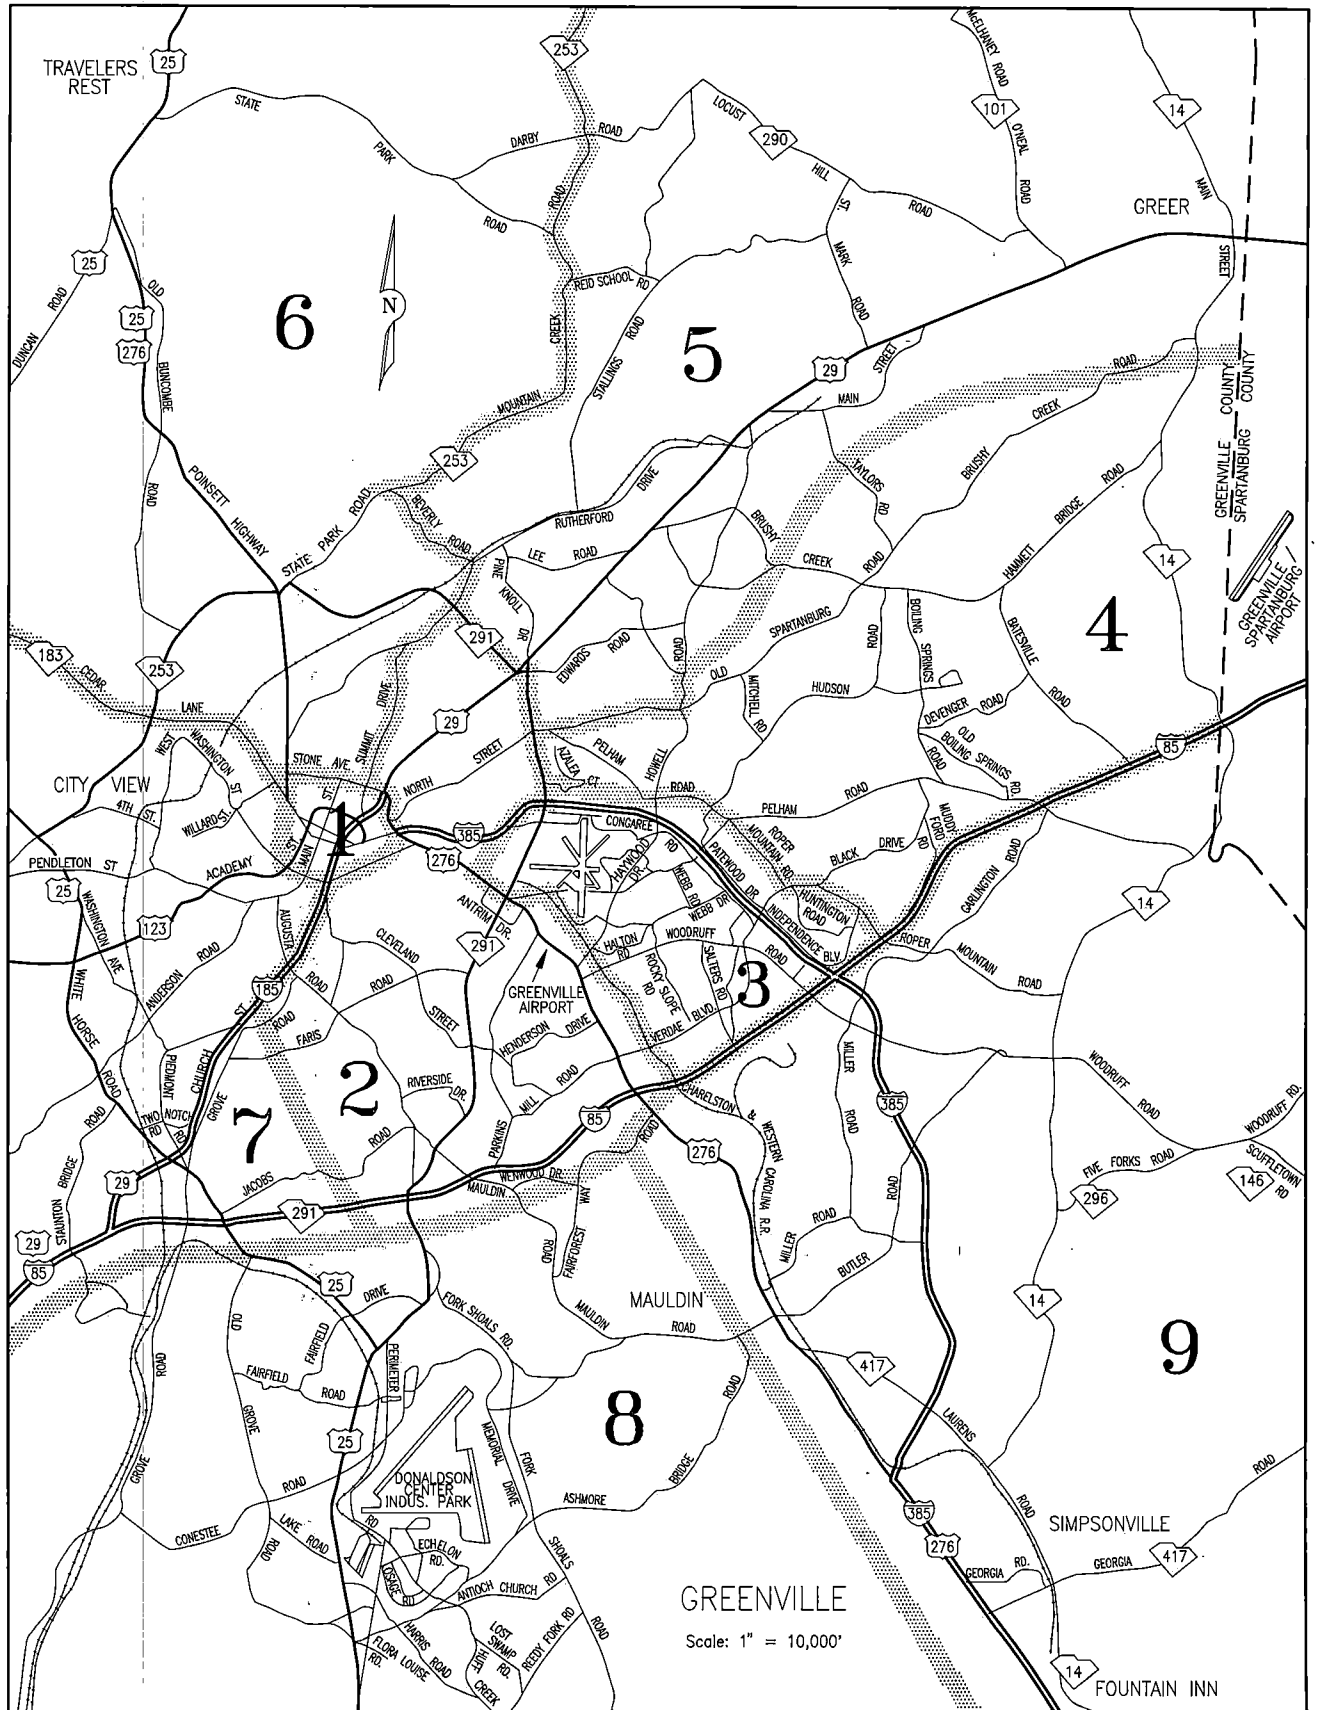 TRAVELERS
REST
25
253
STATE
PARK
ROAD
DARBY
ROAD
LOCUST
290
HILL
ROAD
McELHANEY ROAD
101
O'NEAL
ROAD
14
MAIN
STREET
GREER
ST.
MARK
ROAD
25
DUNCAN
ROAD
OLD
BUNCOMBE
ROAD
25
276
6
N
ROAD
REID SCHOOL RD
CREEK
MOUNTAIN
253
STALLINGS
ROAD
5
29
STREET
MAIN
ROAD
CREEK
BRUSHY
GREENVILLE COUNTY
SPARTANBURG COUNTY
POINSETT
HIGHWAY
STATE PARK ROAD
BEVERLY
ROAD
RUTHERFORD
DRIVE
TAYLORS
RD
HAMMETT
BRIDGE
ROAD
14
GREENVILLE/
SPARTANBURG
AIRPORT
PINE
KNOLL
DR
LEE
ROAD
BRUSHY
CREEK
ROAD
SPARTANBURG
OLD
291
EDWARDS
ROAD
ROAD
BOILING
SPRINGS
ROAD
BATESVILLE
ROAD
4
183
CEDAR
LANE
253
SUMMIT
DRIVE
29
MITCHELL
RD
HUDSON
ROAD
DEVENGER ROAD
OLD
BOILING SPRINGS
RD.
85
WEST
WASHINGTON
ST
STONE AVE.
ST.
NORTH
STREET
AZALEA
CT
PELHAM
ROAD
HOWELL
PELHAM
ROAD
CITY VIEW
4TH ST.
WILLARD ST.
1
385
276
CONGAREE
RD
HAYWOOD
DR
PATEWOOD DR
ROPER
MOUNTAIN
RD.
BLACK
DRIVE
MUDDY
FORD
RD
GARLINGTON
ROAD
14
PENDLETON ST
25
ACADEMY
ST
MAIN
WASHINGTON AVE
123
AUGUSTA
ROAD
CLEVELAND
STREET
ANTRIM DR.
291
WEBB RD
WEBB DR
WOODRUFF
ROAD
HALTON
RD
ROCKY SLOPE
RD
SALTERS RD
INDEPENDENCE
BLV.
HUNTINGTON
ROAD
3
ROPER
MOUNTAIN
ROAD
WHITE
HORSE
ROAD
ANDERSON
ROAD
185
CHURCH
ST
FARIS
ROAD
ROAD
GREENVILLE
AIRPORT
HENDERSON DRIVE
VERDAE BLVD.
PIEDMONT
TWO
NOTCH
RD
RD
GROVE
2
RIVERSIDE
DR.
PARKINS
MILL
ROAD
85
ROAD
CHARELSTON
&
WESTERN
CAROLINA R.R.
MILLER
ROAD
385
WOODRUFF
ROAD
WOODRUFF RD.
7
JACOBS
ROAD
STAUNTON
BRIDGE
ROAD
29
291
MAULDIN
ROAD
WENWOOD DR.
FAIRFOREST
WAY
276
FIVE FORKS ROAD
296
146
SCUFFLETOWN
RD
29
85
MILLER
ROAD
ROAD
BUTLER
14
25
MAULDIN
MAULDIN
ROAD
FORK SHOALS RD.
DRIVE
FAIRFIELD
OLD
FAIRFIELD
ROAD
GROVE
ROAD
PERIMETER
ROAD
GROVE
25
417
LAURENS
ROAD
9
8
ROAD
BRIDGE
ASHMORE
FORK
MEMORIAL DRIVE
SHOALS
ROAD
DONALDSON
CENTER
INDUS. PARK
ROAD
CONESTEE
LAKE ROAD
RD
ECHELON
RD.
OSAGE RD
ANTIOCH CHURCH RD
HARRIS
ROAD
FLORA LOUISE
RD.
LOST
SWAMP
RD.
HUFF
CREEK
REEDY FORK RD
385
276
SIMPSONVILLE
ROAD
417
GEORGIA RD.
GEORGIA
GREENVILLE
Scale: 1" = 10,000'
14
FOUNTAIN INN